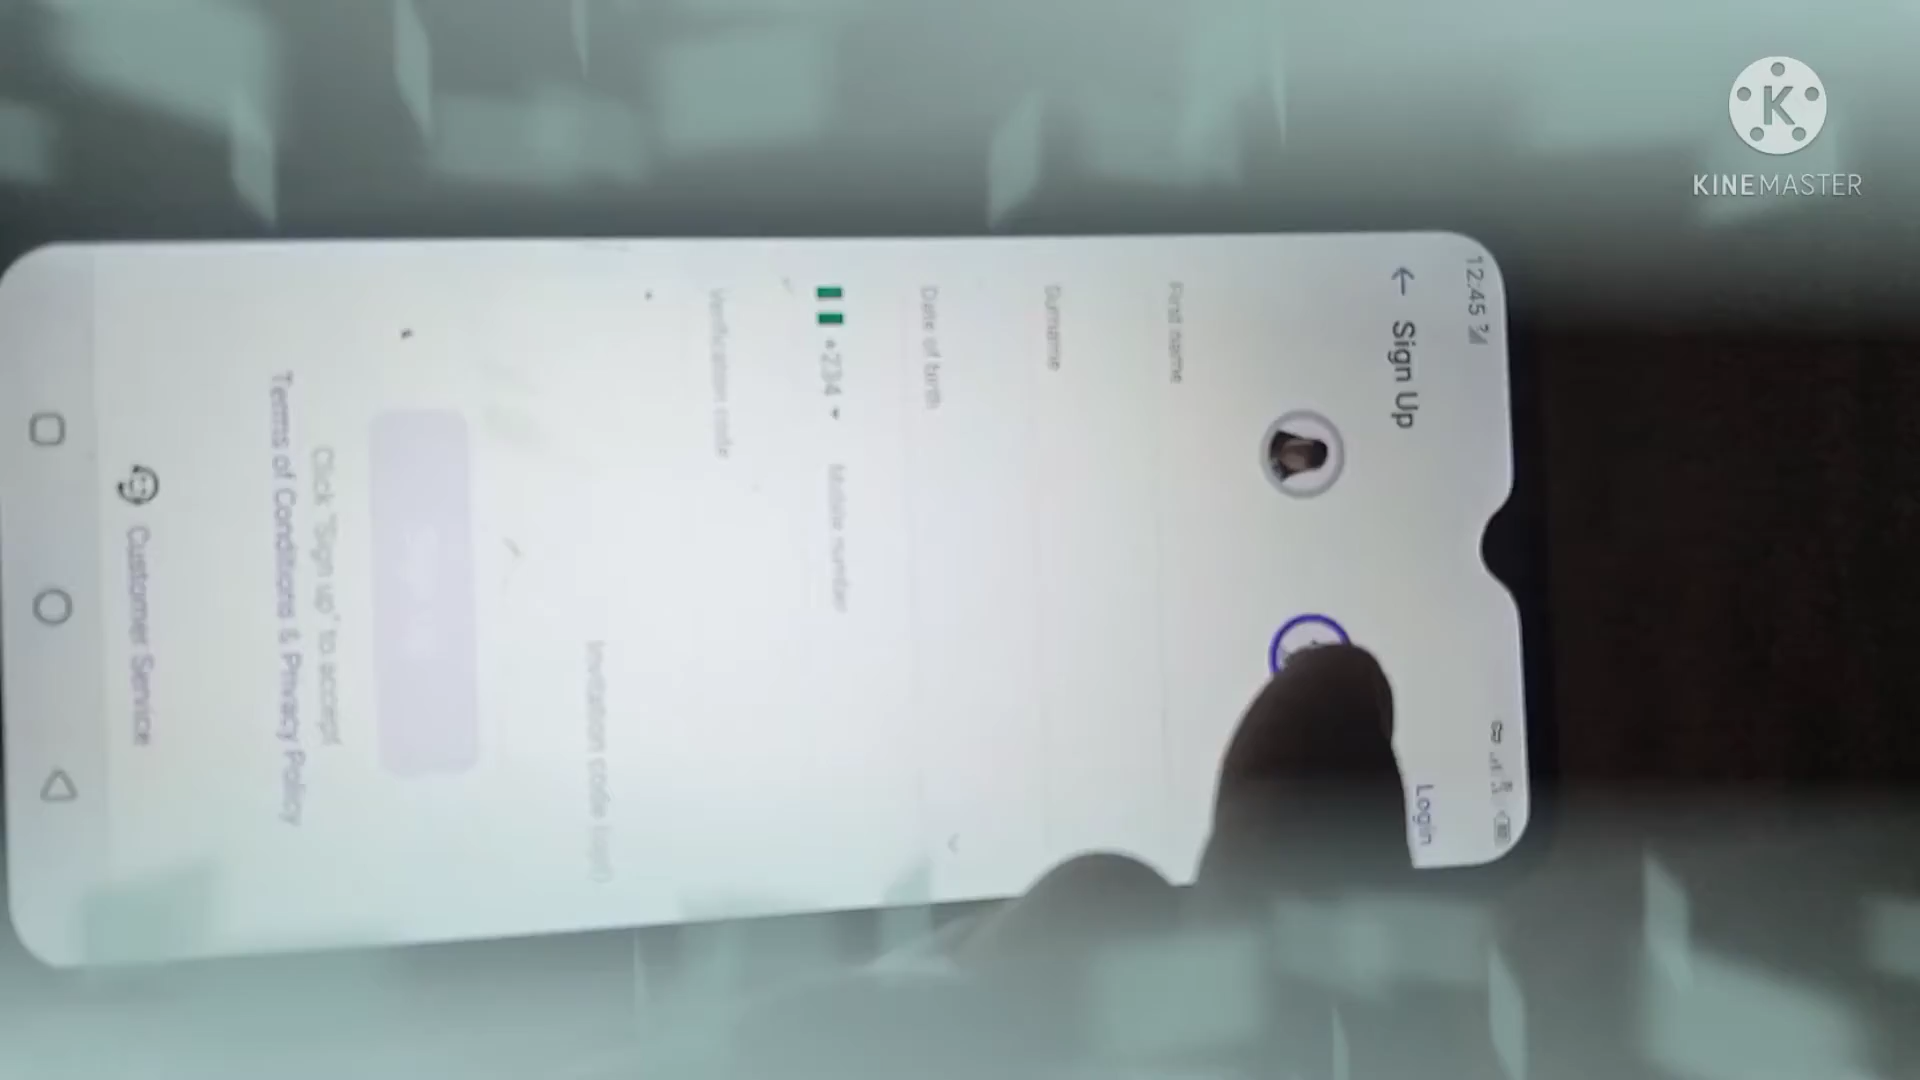 KINEMASTER
12:45
← Sign Up
Login
First name
Surname
Date of birth
+234 Mobile number
Verification code
Invitation code
Click "Sign up" to accept
Terms of Conditions & Privacy Policy
Customer Service